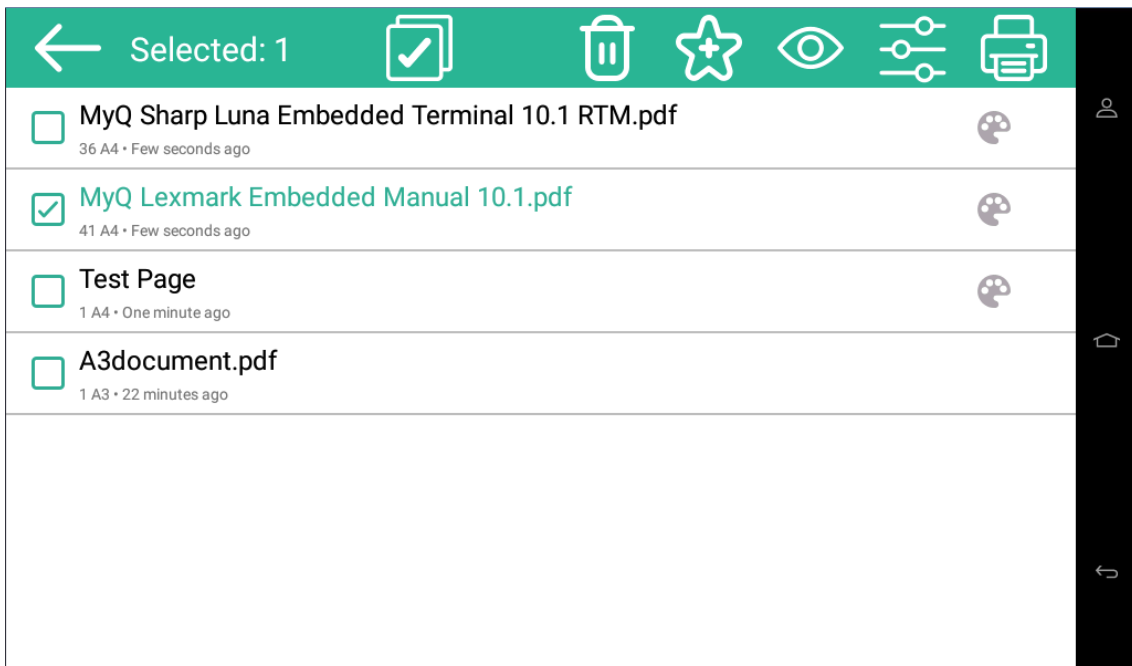 Selected: 1
MyQ Sharp Luna Embedded Terminal 10.1 RTM.pdf
36 A4 • Few seconds ago
MyQ Lexmark Embedded Manual 10.1.pdf
41 A4 • Few seconds ago
Test Page
1 A4 • One minute ago
A3document.pdf
1 A3 • 22 minutes ago